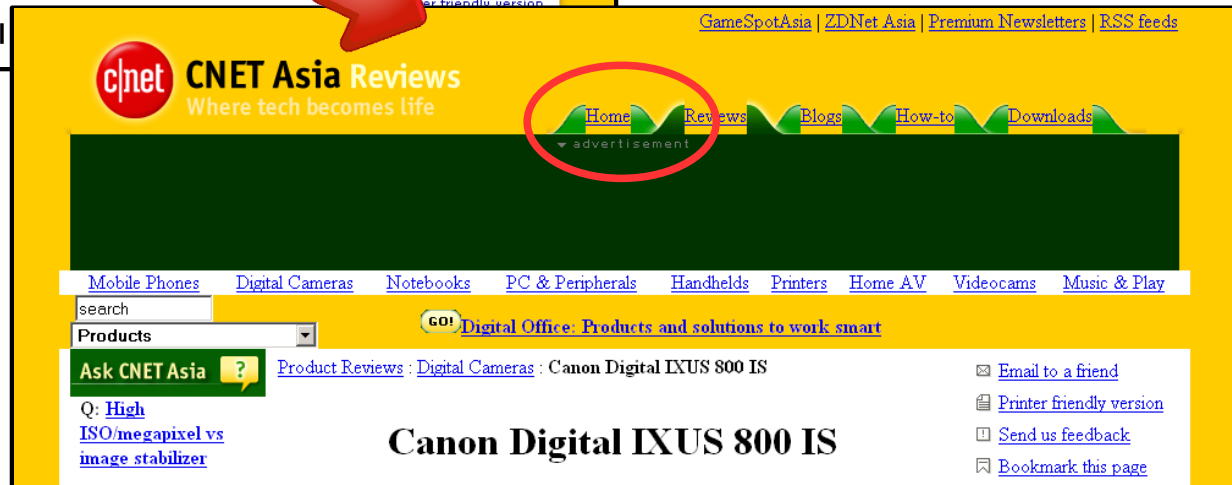 er friendly version
GameSpotAsia | ZDNet Asia | Premium Newsletters | RSS feeds
c|net CNET Asia Reviews
Where tech becomes life
Home Reviews Blogs How-to Downloads
advertisement
Mobile Phones Digital Cameras Notebooks PC & Peripherals Handhelds Printers Home AV Videocams Music & Play
search
Products
GO! Digital Office: Products and solutions to work smart
Ask CNET Asia ?
Product Reviews : Digital Cameras : Canon Digital IXUS 800 IS
Email to a friend
Q: High
ISO/megapixel vs
image stabilizer
Canon Digital IXUS 800 IS
Printer friendly version
Send us feedback
Bookmark this page